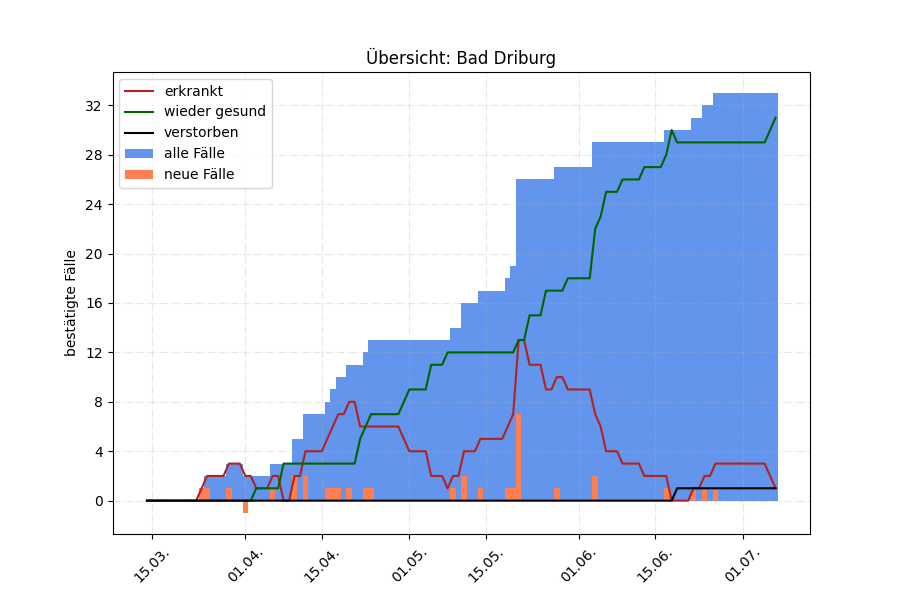 Übersicht: Bad Driburg
erkrankt
wieder gesund
verstorben
alle Fälle
neue Fälle
bestätigte Fälle
32
28
24
20
16
12
8
4
0
15.03.
01.04.
15.04.
01.05.
15.05.
01.06.
15.06.
01.07.